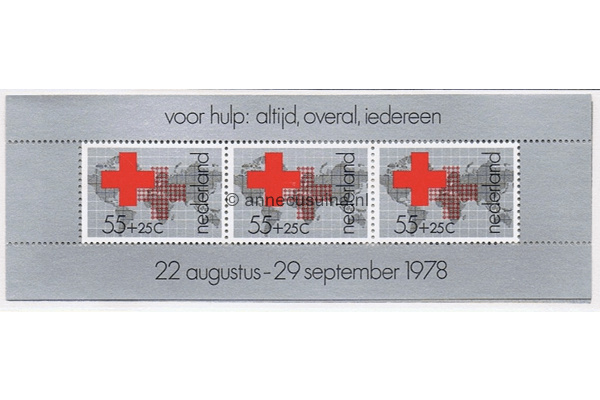 voor hulp: altijd, overal, iedereen
55+25C nederland
55+25C nederland
55+25C nederland
© annecusuine.nl
22 augustus-29 september 1978